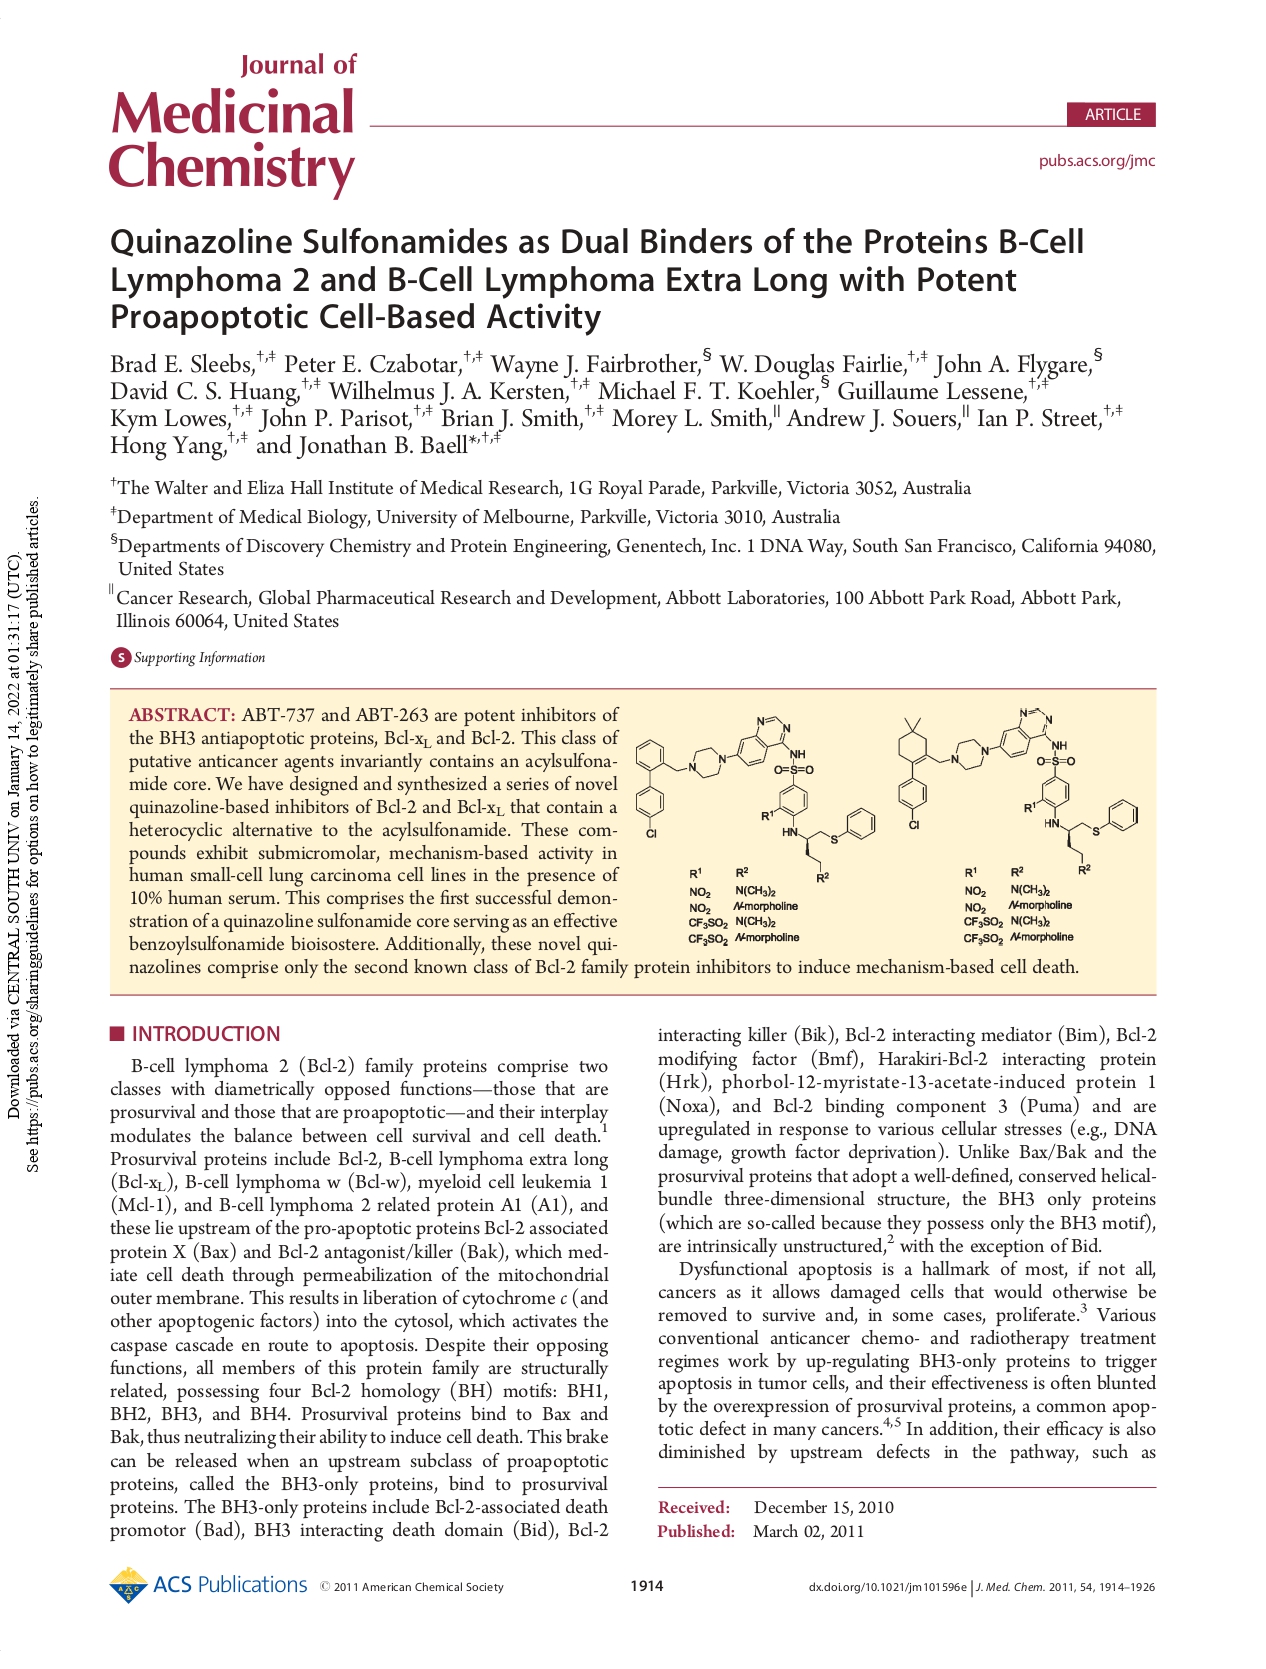 Journal of
Medicinal
Chemistry
ARTICLE
pubs.acs.org/jmc
Quinazoline Sulfonamides as Dual Binders of the Proteins B-Cell
Lymphoma 2 and B-Cell Lymphoma Extra Long with Potent
Proapoptotic Cell-Based Activity
Brad E. Sleebs,†,‡ Peter E. Czabotar,†,‡ Wayne J. Fairbrother,§ W. Douglas Fairlie,†,‡ John A. Flygare,§
David C. S. Huang,†,‡ Wilhelmus J. A. Kersten,†,‡ Michael F. T. Koehler,§ Guillaume Lessene,†,‡
Kym Lowes,†,‡ John P. Parisot,†,‡ Brian J. Smith,†,‡ Morey L. Smith,‖ Andrew J. Souers,‖ Ian P. Street,†,‡
Hong Yang,†,‡ and Jonathan B. Baell*,†,‡
†The Walter and Eliza Hall Institute of Medical Research, 1G Royal Parade, Parkville, Victoria 3052, Australia
‡Department of Medical Biology, University of Melbourne, Parkville, Victoria 3010, Australia
§Departments of Discovery Chemistry and Protein Engineering, Genentech, Inc. 1 DNA Way, South San Francisco, California 94080,
United States
‖Cancer Research, Global Pharmaceutical Research and Development, Abbott Laboratories, 100 Abbott Park Road, Abbott Park,
Illinois 60064, United States
S Supporting Information
ABSTRACT: ABT-737 and ABT-263 are potent inhibitors of
the BH3 antiapoptotic proteins, Bcl-xL and Bcl-2. This class of
putative anticancer agents invariantly contains an acylsulfona-
mide core. We have designed and synthesized a series of novel
quinazoline-based inhibitors of Bcl-2 and Bcl-xL that contain a
heterocyclic alternative to the acylsulfonamide. These com-
pounds exhibit submicromolar, mechanism-based activity in
human small-cell lung carcinoma cell lines in the presence of
10% human serum. This comprises the first successful demon-
stration of a quinazoline sulfonamide core serving as an effective
benzoylsulfonamide bioisostere. Additionally, these novel qui-
nazolines comprise only the second known class of Bcl-2 family protein inhibitors to induce mechanism-based cell death.
N N
N N NH
O=S=O
R1
HN S
Cl
R2
R1 R2
NO2 N(CH3)2
NO2 N-morpholine
CF3SO2 N(CH3)2
CF3SO2 N-morpholine
N N
N N NH
O=S=O
R1
HN S
Cl
R2
R1 R2
NO2 N(CH3)2
NO2 N-morpholine
CF3SO2 N(CH3)2
CF3SO2 N-morpholine
INTRODUCTION
B-cell lymphoma 2 (Bcl-2) family proteins comprise two
classes with diametrically opposed functions—those that are
prosurvival and those that are proapoptotic—and their interplay
modulates the balance between cell survival and cell death.1
Prosurvival proteins include Bcl-2, B-cell lymphoma extra long
(Bcl-xL), B-cell lymphoma w (Bcl-w), myeloid cell leukemia 1
(Mcl-1), and B-cell lymphoma 2 related protein A1 (A1), and
these lie upstream of the pro-apoptotic proteins Bcl-2 associated
protein X (Bax) and Bcl-2 antagonist/killer (Bak), which med-
iate cell death through permeabilization of the mitochondrial
outer membrane. This results in liberation of cytochrome c (and
other apoptogenic factors) into the cytosol, which activates the
caspase cascade en route to apoptosis. Despite their opposing
functions, all members of this protein family are structurally
related, possessing four Bcl-2 homology (BH) motifs: BH1,
BH2, BH3, and BH4. Prosurvival proteins bind to Bax and
Bak, thus neutralizing their ability to induce cell death. This brake
can be released when an upstream subclass of proapoptotic
proteins, called the BH3-only proteins, bind to prosurvival
proteins. The BH3-only proteins include Bcl-2-associated death
promotor (Bad), BH3 interacting death domain (Bid), Bcl-2
interacting killer (Bik), Bcl-2 interacting mediator (Bim), Bcl-2
modifying factor (Bmf), Harakiri-Bcl-2 interacting protein
(Hrk), phorbol-12-myristate-13-acetate-induced protein 1
(Noxa), and Bcl-2 binding component 3 (Puma) and are
upregulated in response to various cellular stresses (e.g., DNA
damage, growth factor deprivation). Unlike Bax/Bak and the
prosurvival proteins that adopt a well-defined, conserved helical-
bundle three-dimensional structure, the BH3 only proteins
(which are so-called because they possess only the BH3 motif),
are intrinsically unstructured,2 with the exception of Bid.
Dysfunctional apoptosis is a hallmark of most, if not all,
cancers as it allows damaged cells that would otherwise be
removed to survive and, in some cases, proliferate.3 Various
conventional anticancer chemo- and radiotherapy treatment
regimes work by up-regulating BH3-only proteins to trigger
apoptosis in tumor cells, and their effectiveness is often blunted
by the overexpression of prosurvival proteins, a common apop-
totic defect in many cancers.4,5 In addition, their efficacy is also
diminished by upstream defects in the pathway, such as
Received: December 15, 2010
Published: March 02, 2011
ACS Publications © 2011 American Chemical Society
1914
dx.doi.org/10.1021/jm101596e | J. Med. Chem. 2011, 54, 1914–1926
Downloaded via CENTRAL SOUTH UNIV on January 14, 2022 at 01:31:17 (UTC).
See https://pubs.acs.org/sharingguidelines for options on how to legitimately share published articles.